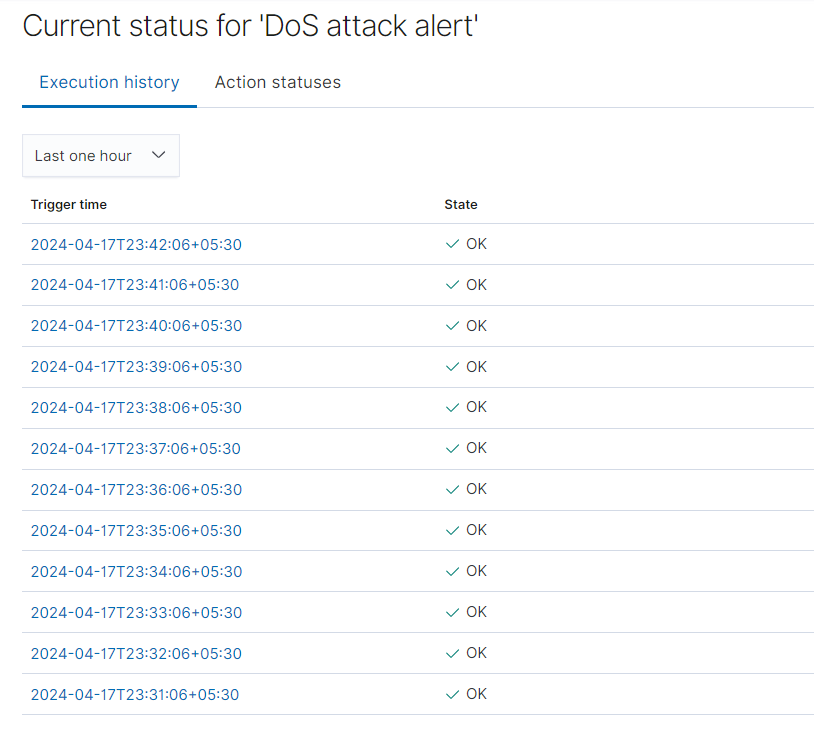 Current status for 'DoS attack alert'
Execution history Action statuses
Last one hour
Trigger time State
2024-04-17T23:42:06+05:30 OK
2024-04-17T23:41:06+05:30 OK
2024-04-17T23:40:06+05:30 OK
2024-04-17T23:39:06+05:30 OK
2024-04-17T23:38:06+05:30 OK
2024-04-17T23:37:06+05:30 OK
2024-04-17T23:36:06+05:30 OK
2024-04-17T23:35:06+05:30 OK
2024-04-17T23:34:06+05:30 OK
2024-04-17T23:33:06+05:30 OK
2024-04-17T23:32:06+05:30 OK
2024-04-17T23:31:06+05:30 OK